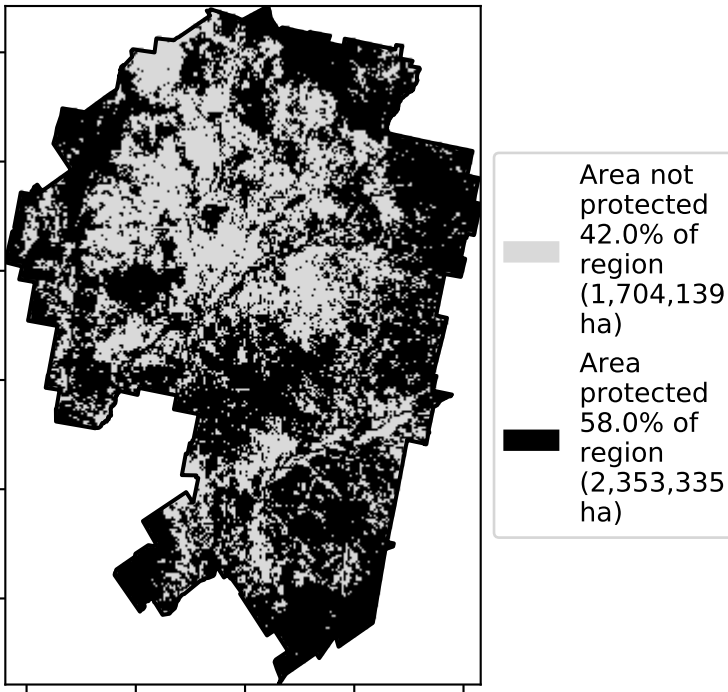 Area not
protected
42.0% of
region
(1,704,139
ha)
Area
protected
58.0% of
region
(2,353,335
ha)